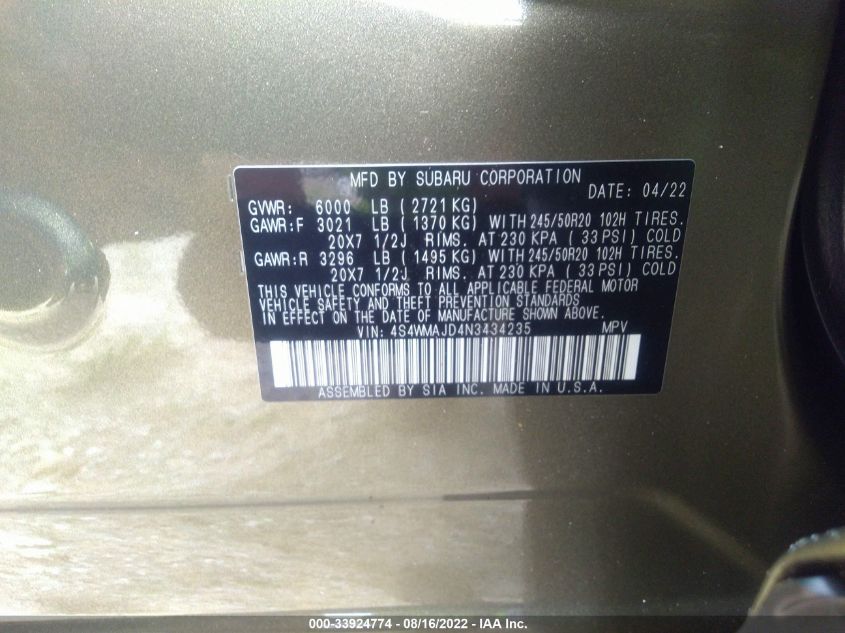 MFD BY SUBARU CORPORATION
DATE: 04/22
GVWR: 6000 LB ( 2721 KG)
GAWR:F 3021 LB ( 1370 KG) WITH 245/50R20 102H TIRES.
20X7 1/2J RIMS. AT 230 KPA ( 33 PSI) COLD
GAWR:R 3296 LB ( 1495 KG) WITH 245/50R20 102H TIRES.
20X7 1/2J RIMS. AT 230 KPA ( 33 PSI) COLD
THIS VEHICLE CONFORMS TO ALL APPLICABLE FEDERAL MOTOR
VEHICLE SAFETY AND THEFT PREVENTION STANDARDS
IN EFFECT ON THE DATE OF MANUFACTURE SHOWN ABOVE.
VIN: 4S4WMAJD4N3434235 MPV
ASSEMBLED BY SIA INC. MADE IN U.S.A.
000-33924774 - 08/16/2022 - IAA Inc.